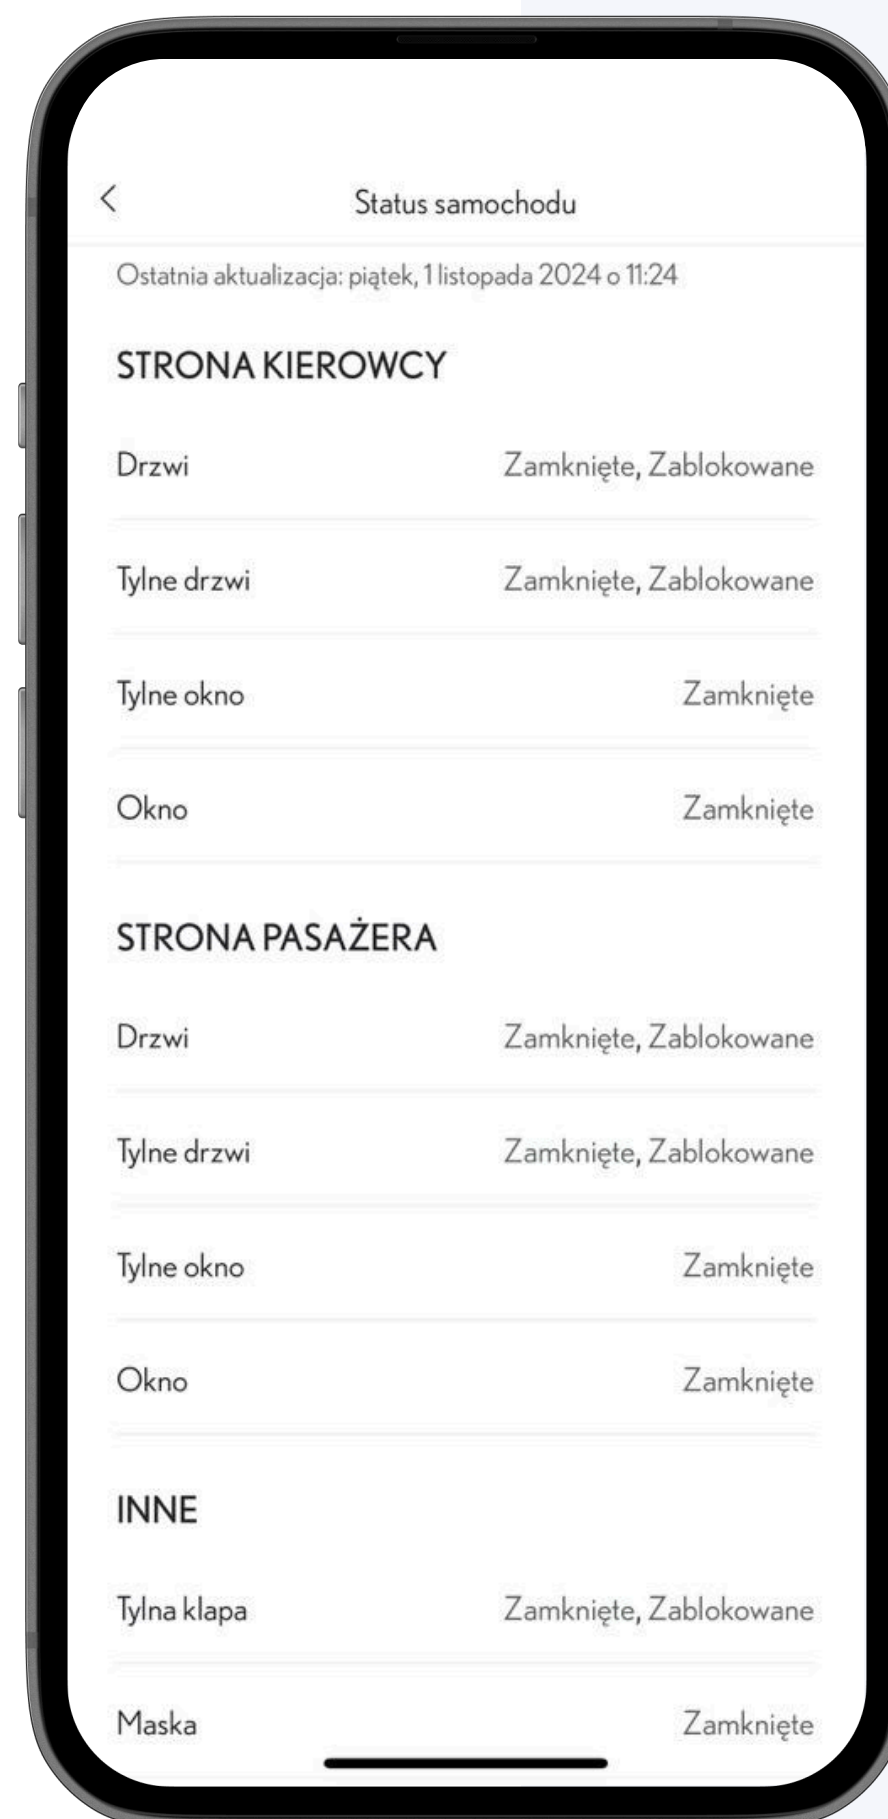 Status samochodu
Ostatnia aktualizacja: piątek, 1 listopada 2024 o 11:24
STRONA KIEROWCY
Drzwi Zamknięte, Zablokowane
Tylne drzwi Zamknięte, Zablokowane
Tylne okno Zamknięte
Okno Zamknięte
STRONA PASAŻERA
Drzwi Zamknięte, Zablokowane
Tylne drzwi Zamknięte, Zablokowane
Tylne okno Zamknięte
Okno Zamknięte
INNE
Tylna klapa Zamknięte, Zablokowane
Maska Zamknięte